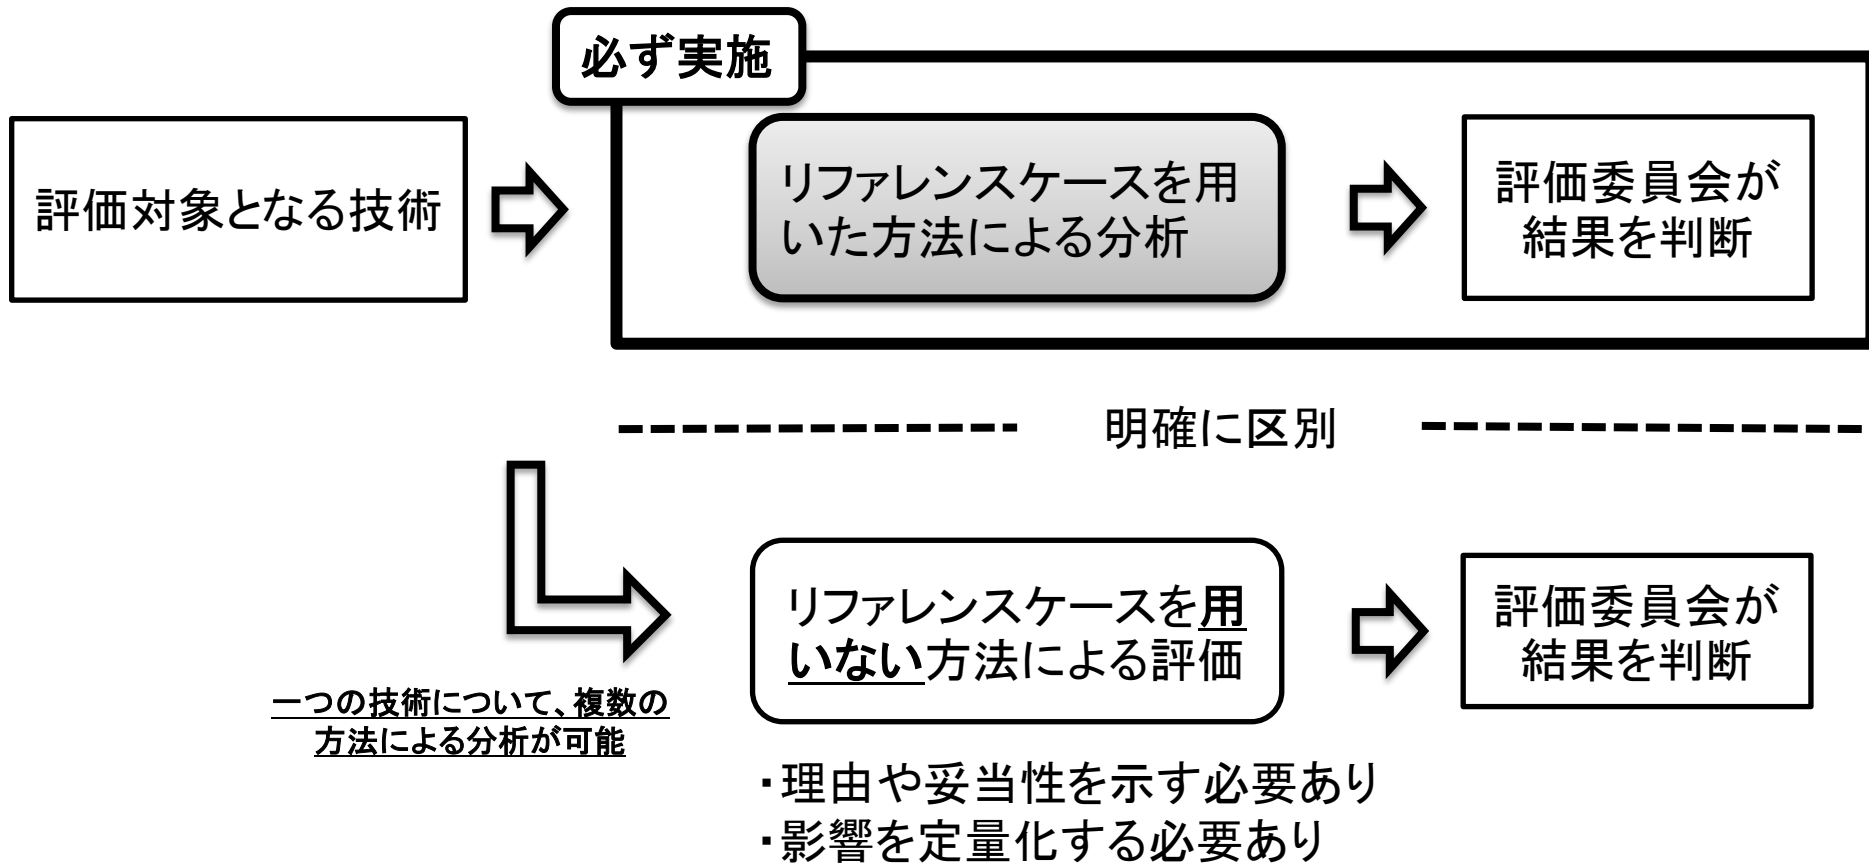 必ず実施
評価対象となる技術
リファレンスケースを用
いた方法による分析
評価委員会が
結果を判断
明確に区別
リファレンスケースを用
いない方法による評価
評価委員会が
結果を判断
一つの技術について、複数の
方法による分析が可能
・理由や妥当性を示す必要あり
・影響を定量化する必要あり